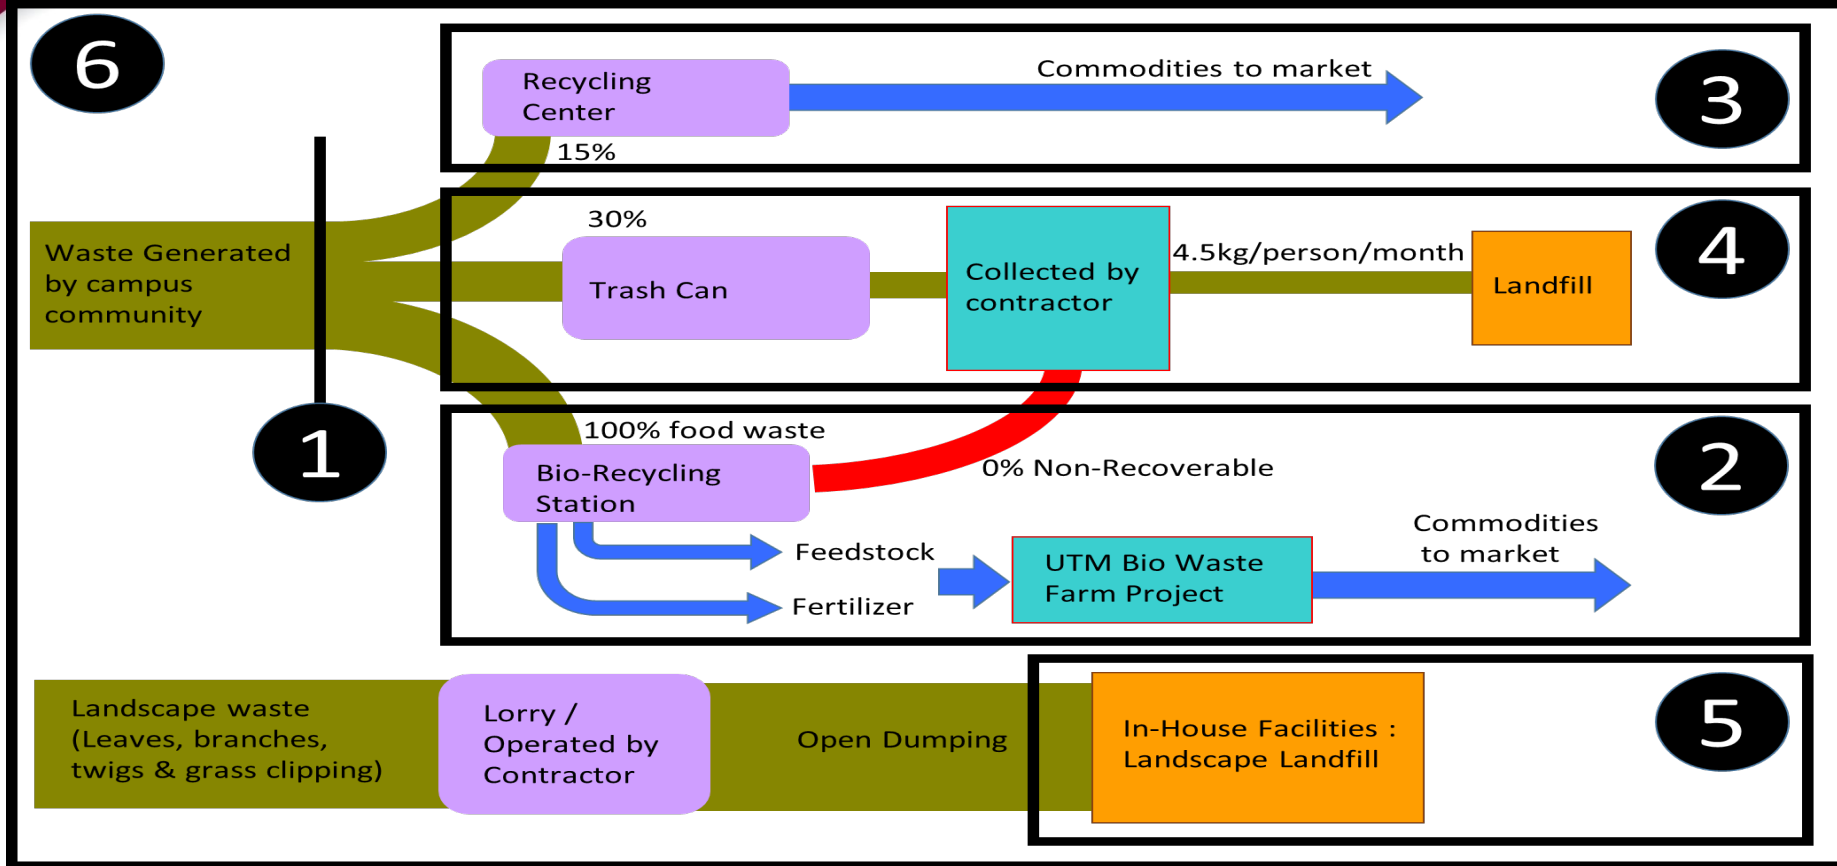 6
Recycling
Center
Commodities to market
3
15%
Waste Generated
by campus
community
30%
Trash Can
Collected by
contractor
4.5kg/person/month
Landfill
4
1
100% food waste
Bio-Recycling
Station
0% Non-Recoverable
2
Feedstock
Fertilizer
UTM Bio Waste
Farm Project
Commodities
to market
Landscape waste
(Leaves, branches,
twigs & grass clipping)
Lorry /
Operated by
Contractor
Open Dumping
In-House Facilities :
Landscape Landfill
5